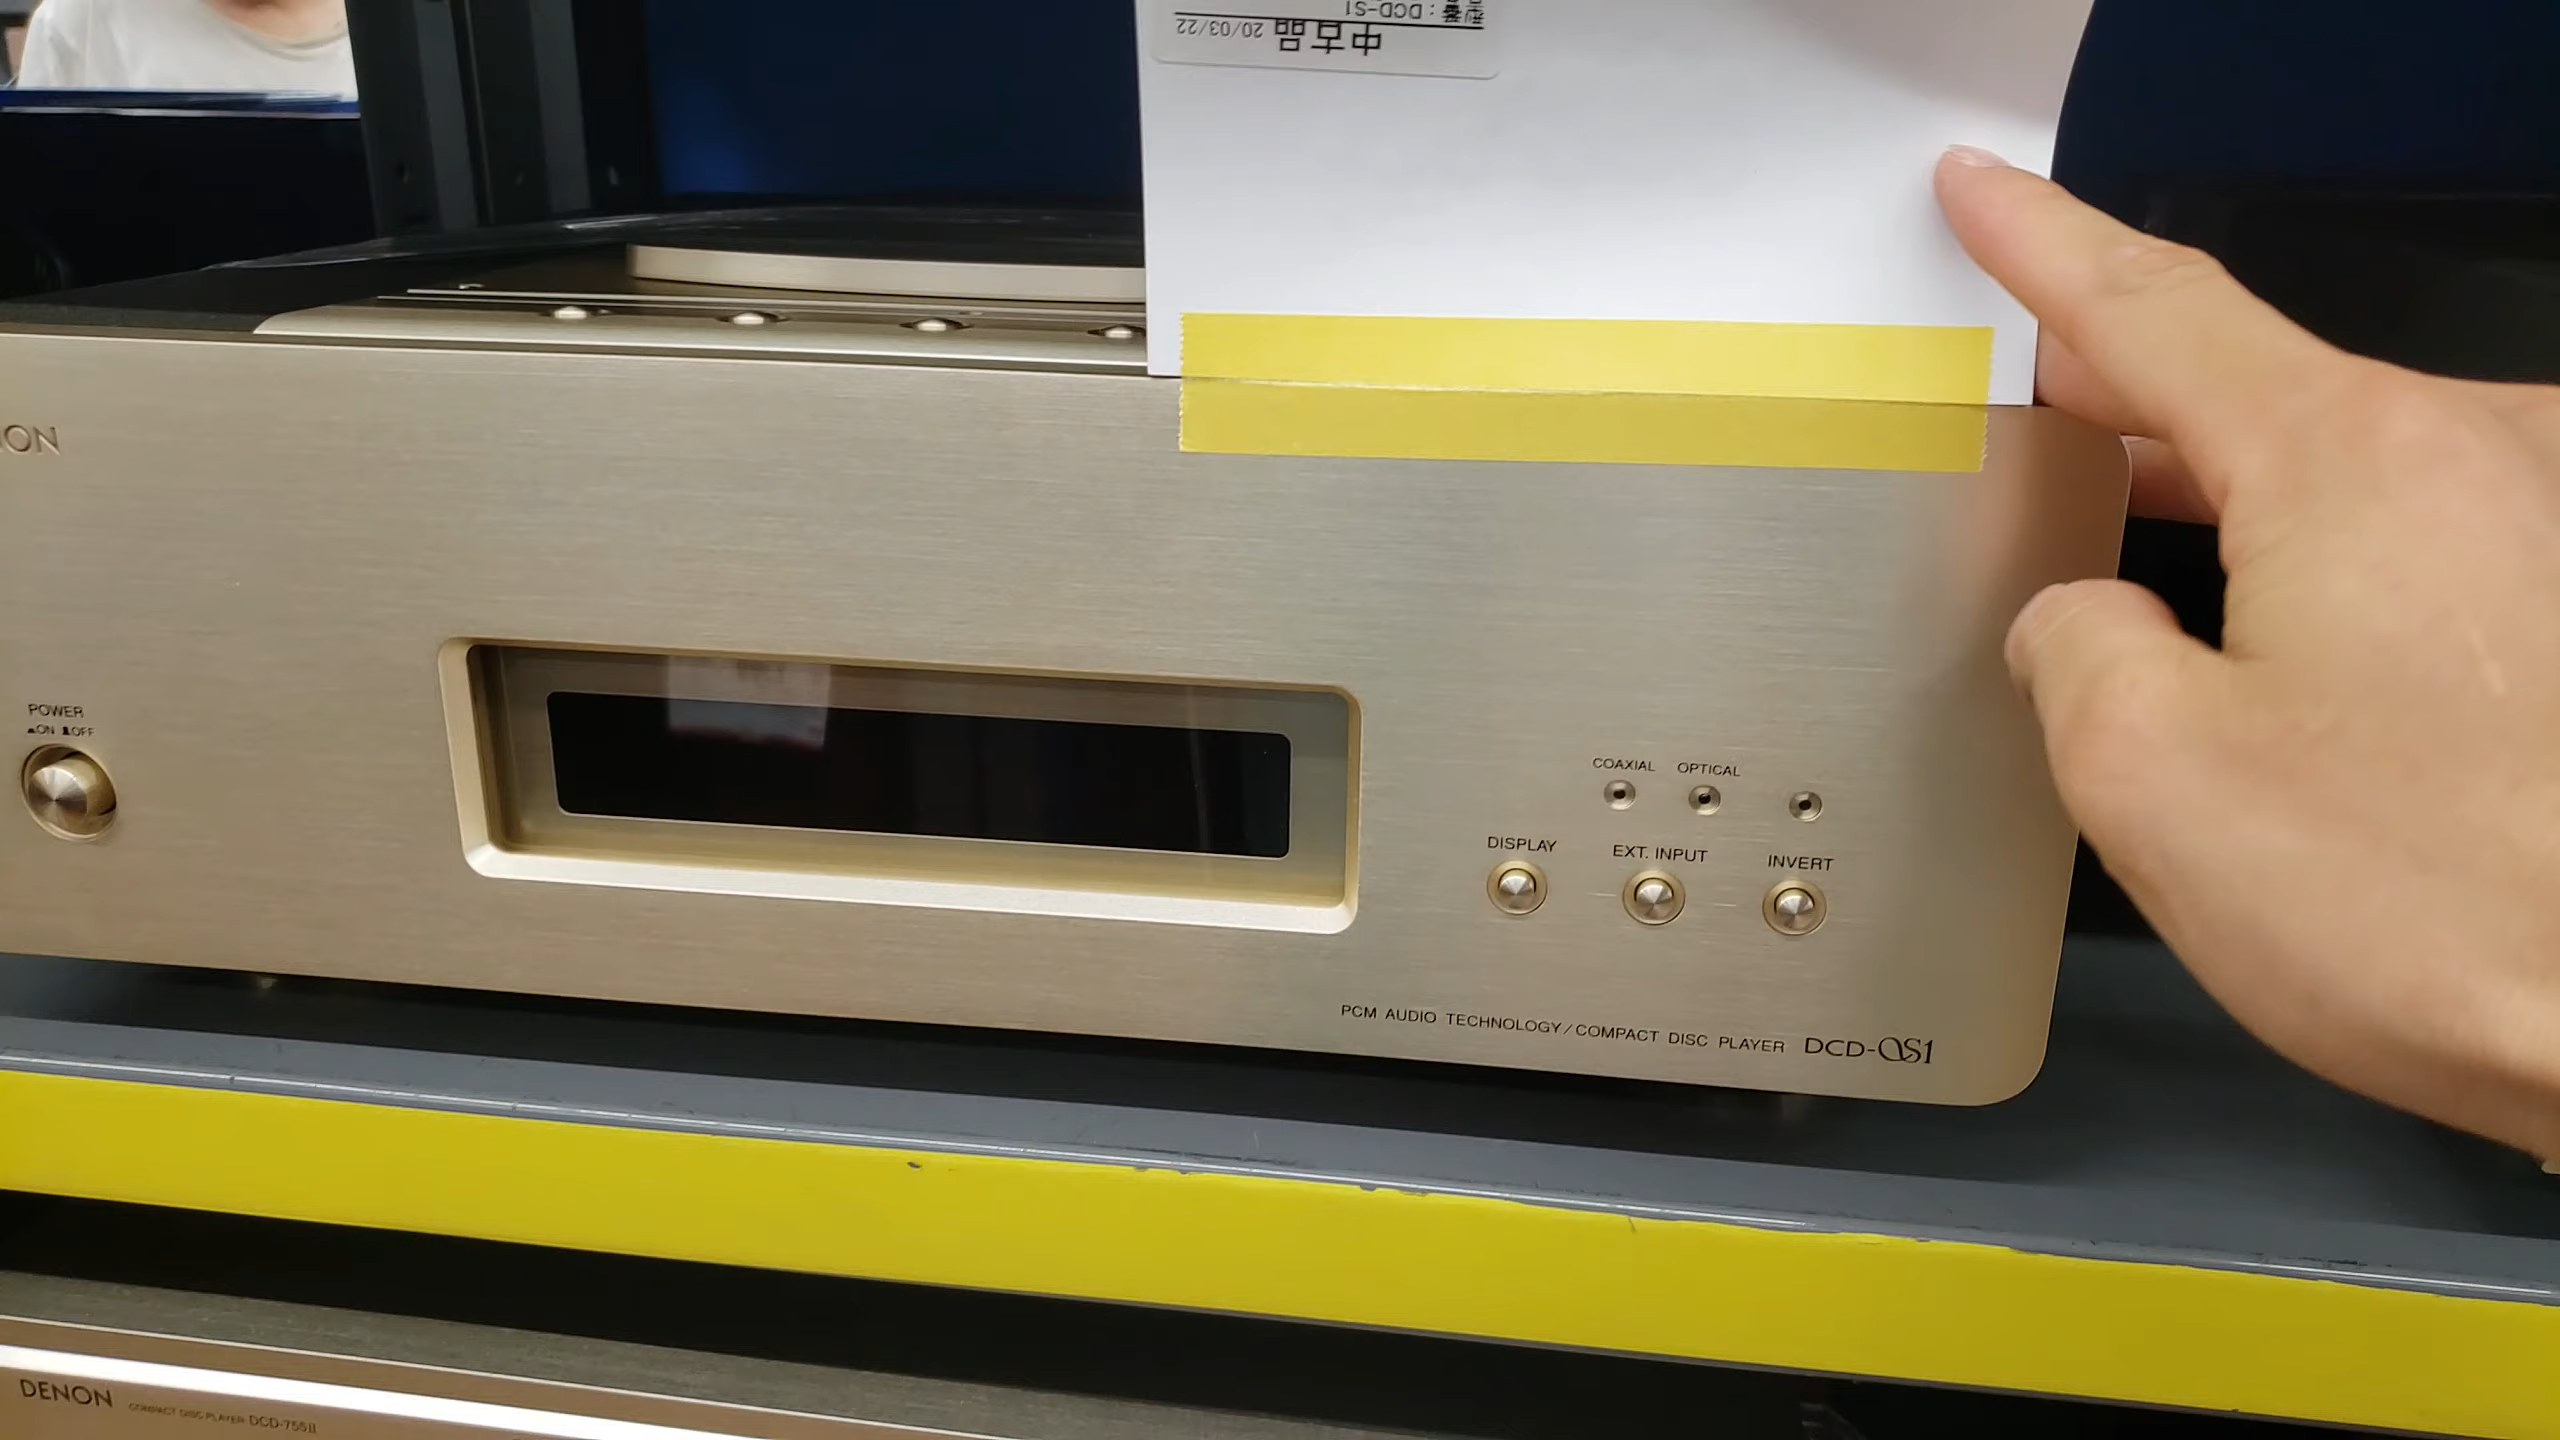 型番：DCD-S1
中古品 20/03/22
POWER
ON OFF
COAXIAL OPTICAL
DISPLAY EXT. INPUT INVERT
PCM AUDIO TECHNOLOGY/COMPACT DISC PLAYER DCD-S1
DENON COMPACT DISC PLAYER DCD-755II